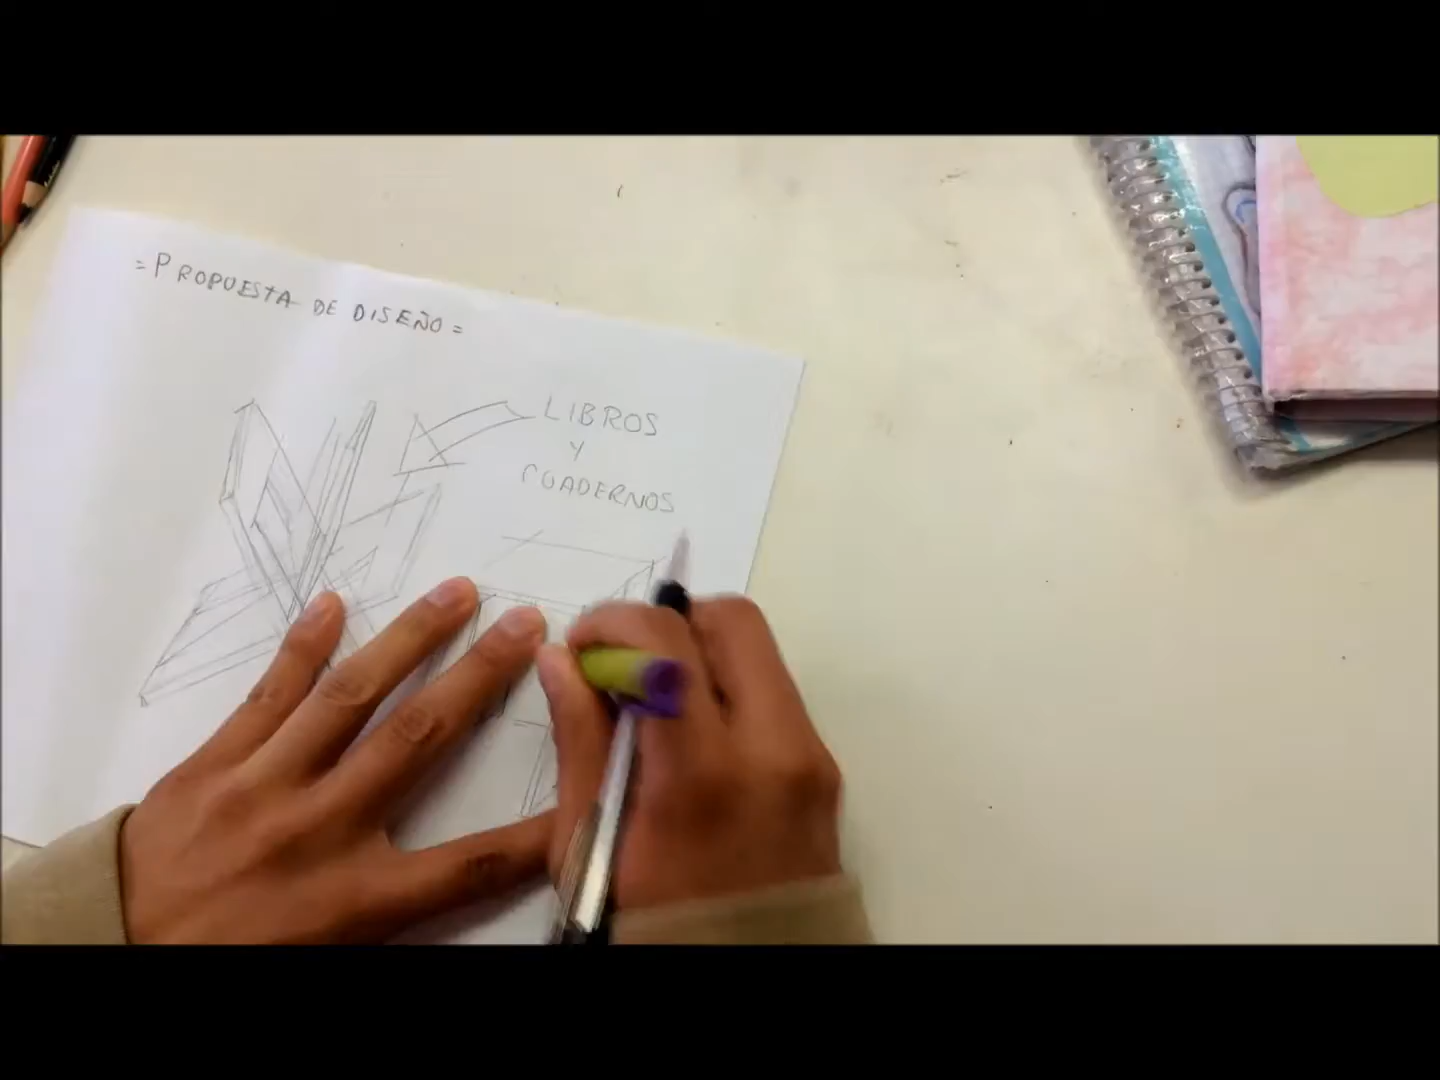 = PROPUESTA DE DISEÑO =
LIBROS
Y
CUADERNOS